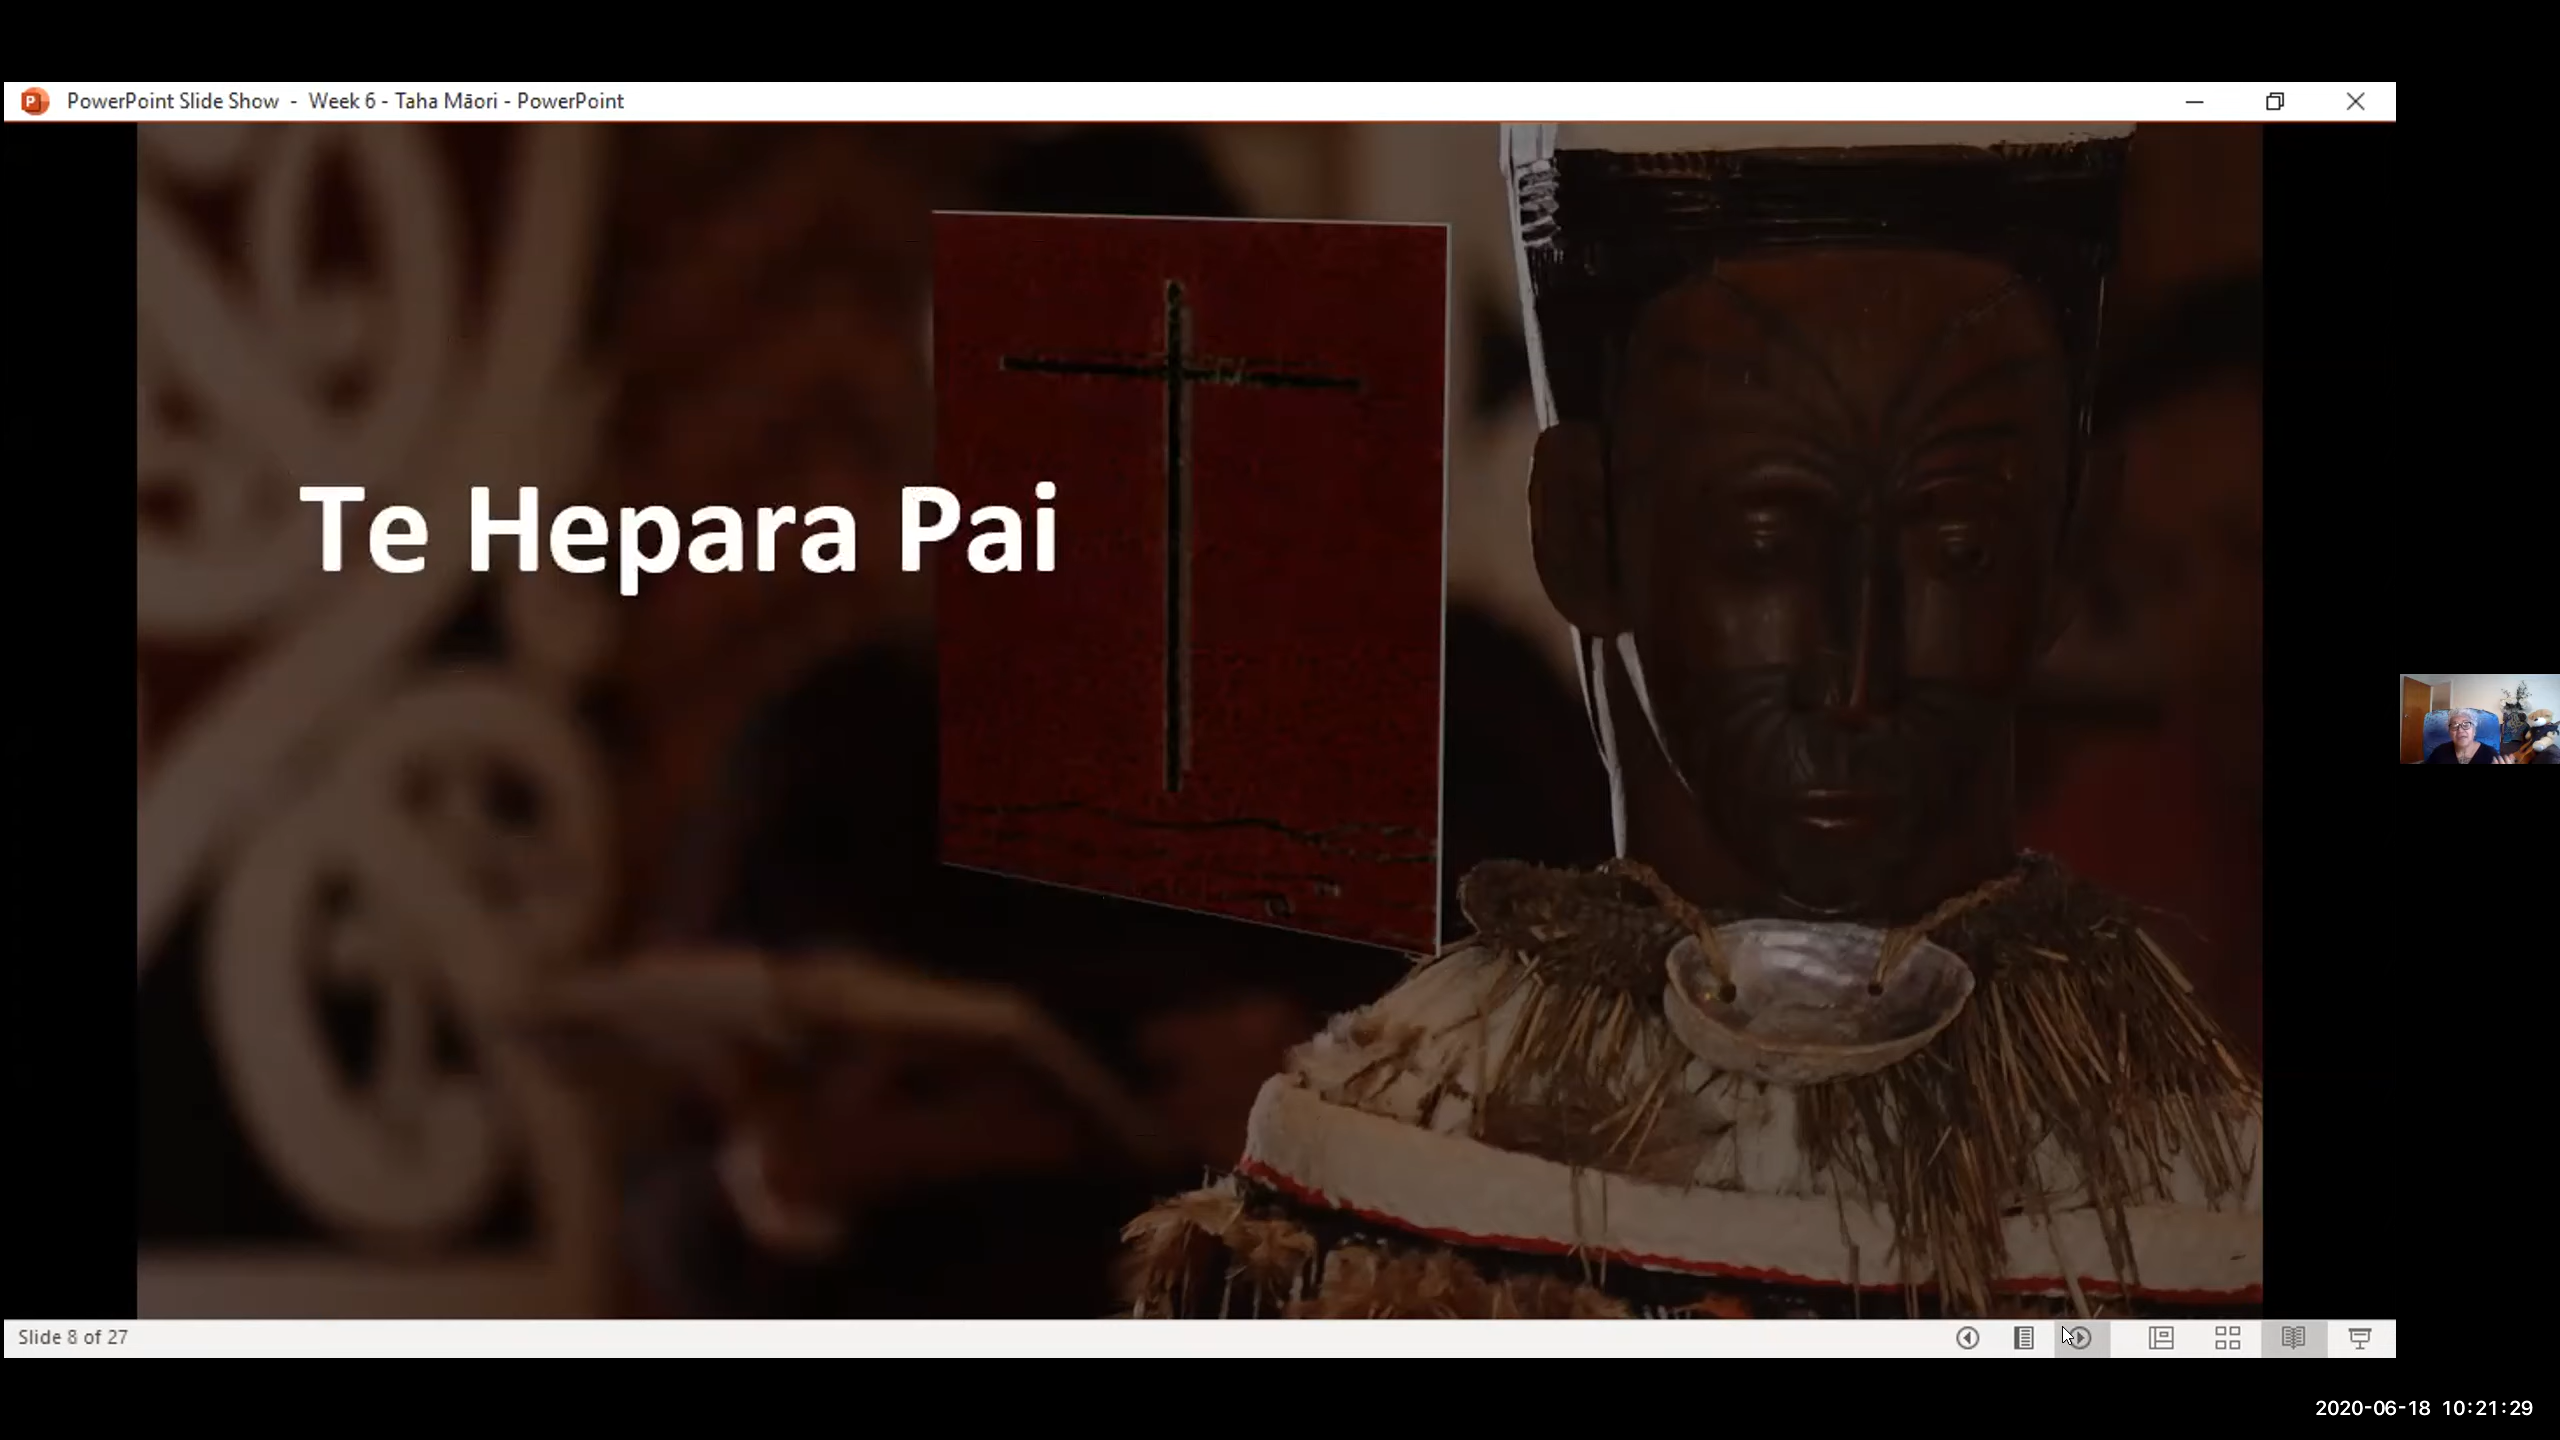 PowerPoint Slide Show - Week 6 - Taha Māori - PowerPoint
Te Hepara Pai
Slide 8 of 27
2020-06-18 10:21:29